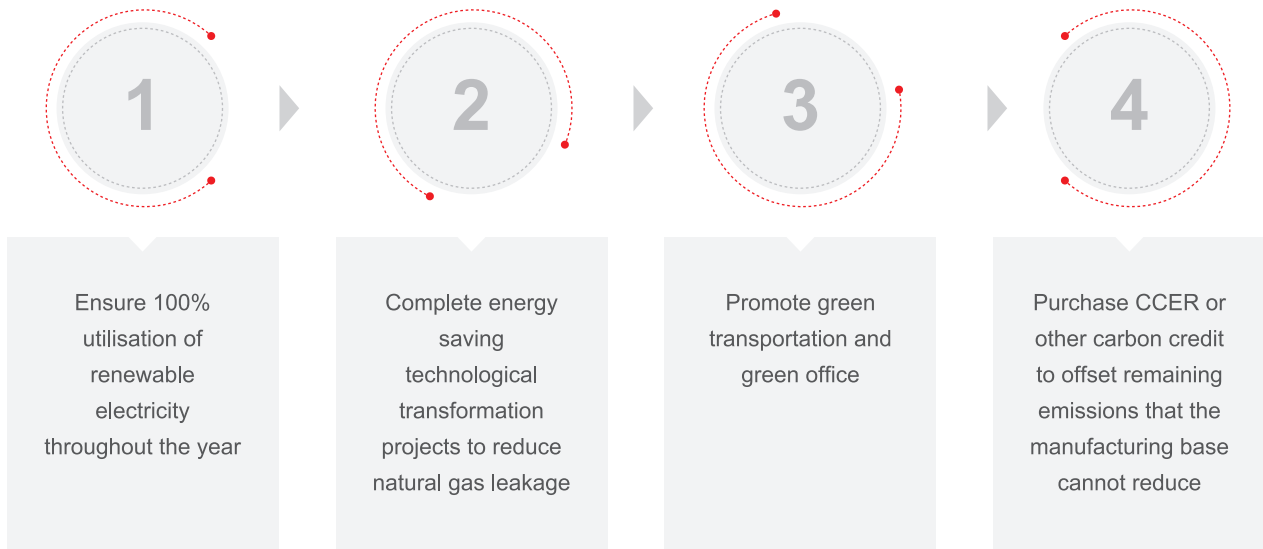 1
Ensure 100%
utilisation of
renewable
electricity
throughout the year
2
Complete energy
saving
technological
transformation
projects to reduce
natural gas leakage
3
Promote green
transportation and
green office
4
Purchase CCER or
other carbon credit
to offset remaining
emissions that the
manufacturing base
cannot reduce